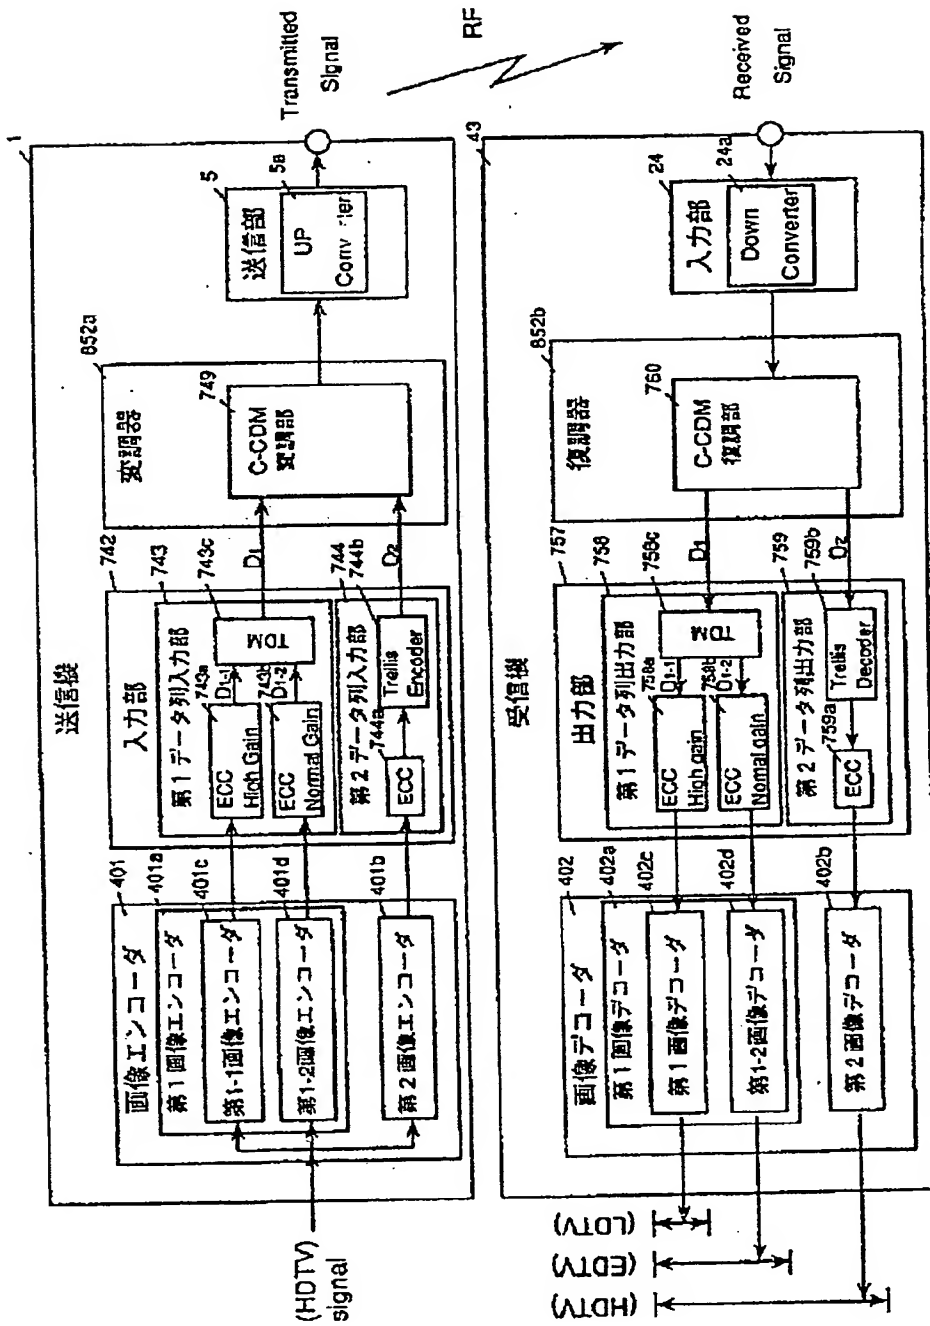 1
送信機
(HDTV)
signal
401
画像エンコーダ
401a
第1画像エンコーダ
401c
第1-1画像エンコーダ
401d
第1-2画像エンコーダ
401b
第2画像エンコーダ
742
入力部
743
第1データ列入力部
743a
ECC
High Gain
D1-1
743b
ECC
Normal Gain
D1-2
743c
TDM
D1
744
第2データ列入力部
744a
ECC
744b
Trellis
Encoder
D2
852a
変調器
749
C-CDM
変調部
5
送信部
5a
UP
Transmitted
Signal
RF
43
受信機
Received
Signal
24
入力部
24a
Down
Converter
852b
復調器
760
C-CDM
復調部
D1
D2
757
出力部
758
第1データ列出力部
758c
TDM
758a
D1-1
ECC
High gain
758b
D1-2
ECC
Normal gain
759
第2データ列出力部
759b
Trellis
Decoder
759a
ECC
402
画像デコーダ
402a
第1画像デコーダ
402c
第1画像デコーダ
402d
第1-2画像デコーダ
402b
第2画像デコーダ
(LDTV)
(EDTV)
(HDTV)